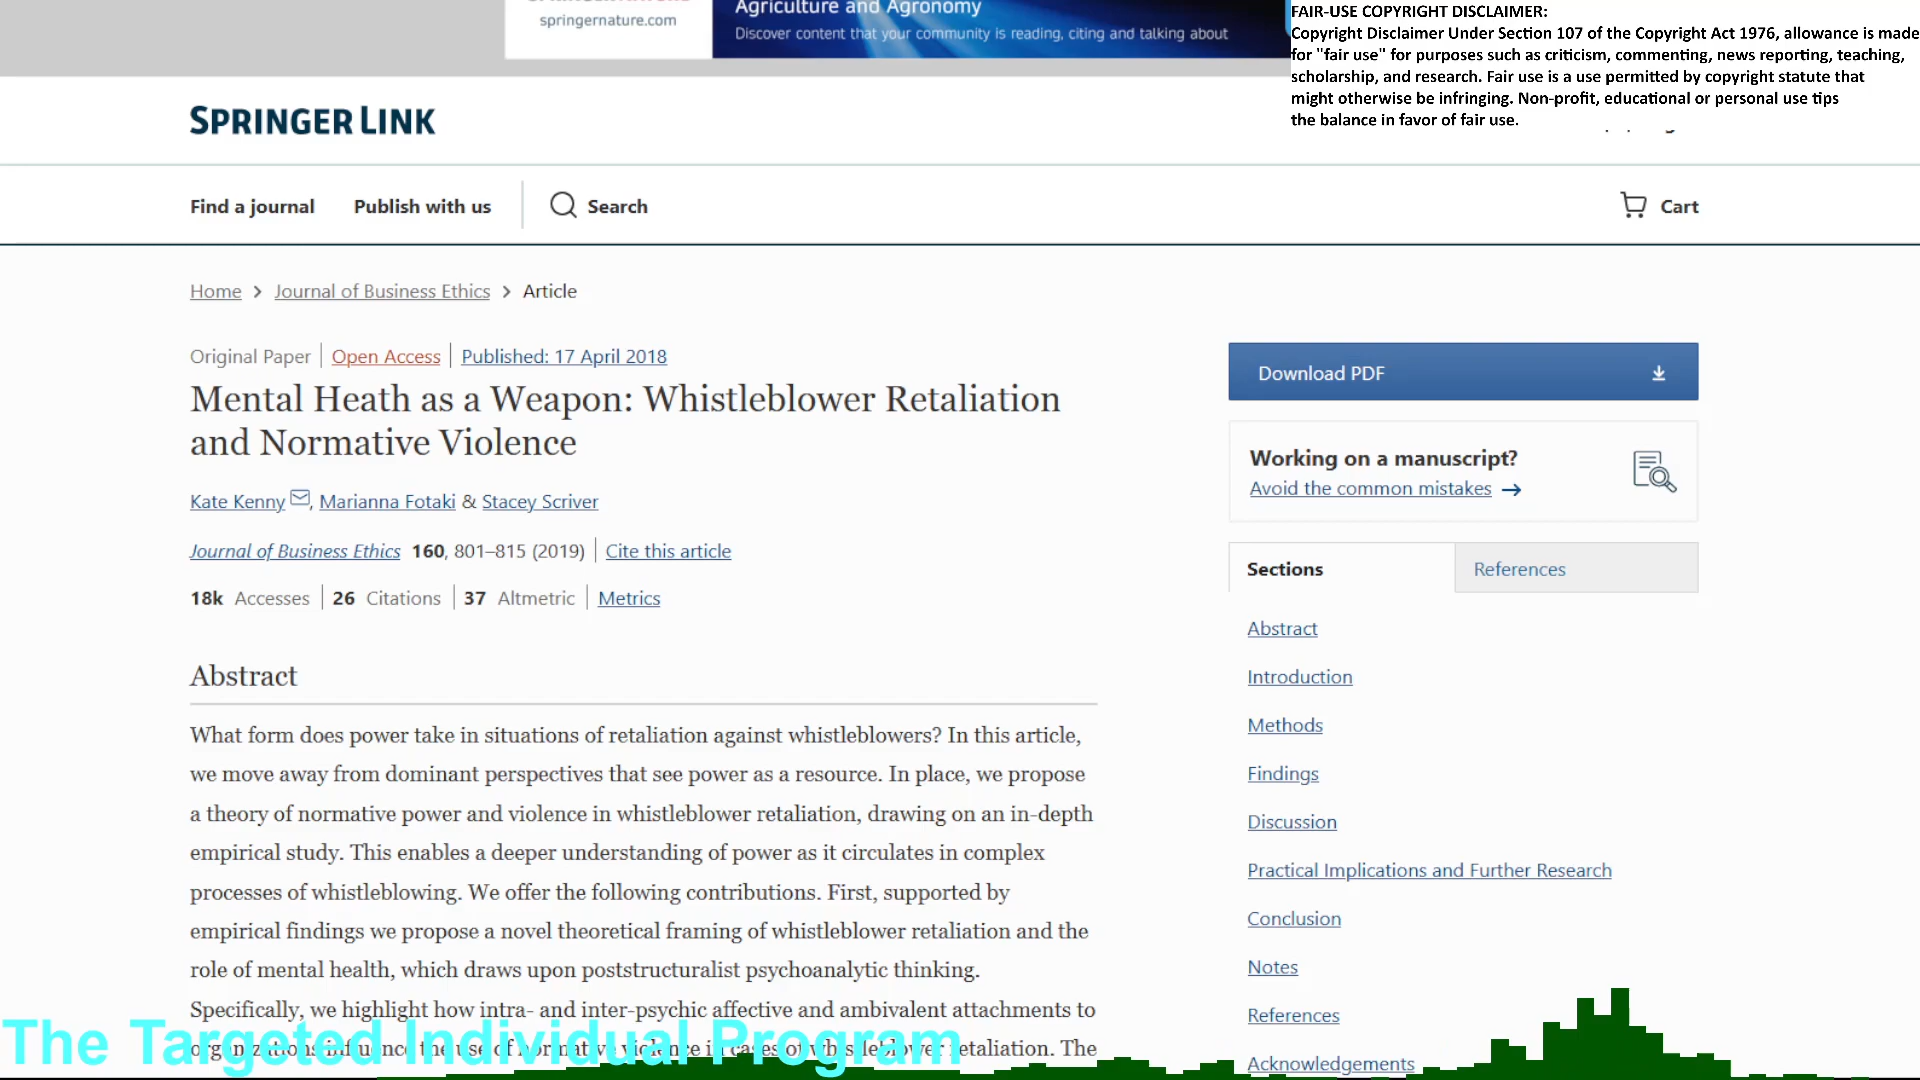 springernature.com
Agriculture and Agronomy
Discover content that your community is reading, citing and talking about
FAIR-USE COPYRIGHT DISCLAIMER:
Copyright Disclaimer Under Section 107 of the Copyright Act 1976, allowance is made
for "fair use" for purposes such as criticism, commenting, news reporting, teaching,
scholarship, and research. Fair use is a use permitted by copyright statute that
might otherwise be infringing. Non-profit, educational or personal use tips
the balance in favor of fair use.
SPRINGER LINK
Find a journal Publish with us Search Cart
Home > Journal of Business Ethics > Article
Original Paper | Open Access | Published: 17 April 2018
Mental Heath as a Weapon: Whistleblower Retaliation
and Normative Violence
Kate Kenny, Marianna Fotaki & Stacey Scriver
Journal of Business Ethics 160, 801–815 (2019) | Cite this article
18k Accesses | 26 Citations | 37 Altmetric | Metrics
Abstract
What form does power take in situations of retaliation against whistleblowers? In this article,
we move away from dominant perspectives that see power as a resource. In place, we propose
a theory of normative power and violence in whistleblower retaliation, drawing on an in-depth
empirical study. This enables a deeper understanding of power as it circulates in complex
processes of whistleblowing. We offer the following contributions. First, supported by
empirical findings we propose a novel theoretical framing of whistleblower retaliation and the
role of mental health, which draws upon poststructuralist psychoanalytic thinking.
Specifically, we highlight how intra- and inter-psychic affective and ambivalent attachments to
organizations influence the use of normative violence in cases of whistleblower retaliation. The
The Targeted Individual Program
Download PDF
Working on a manuscript?
Avoid the common mistakes →
Sections References
Abstract
Introduction
Methods
Findings
Discussion
Practical Implications and Further Research
Conclusion
Notes
References
Acknowledgements